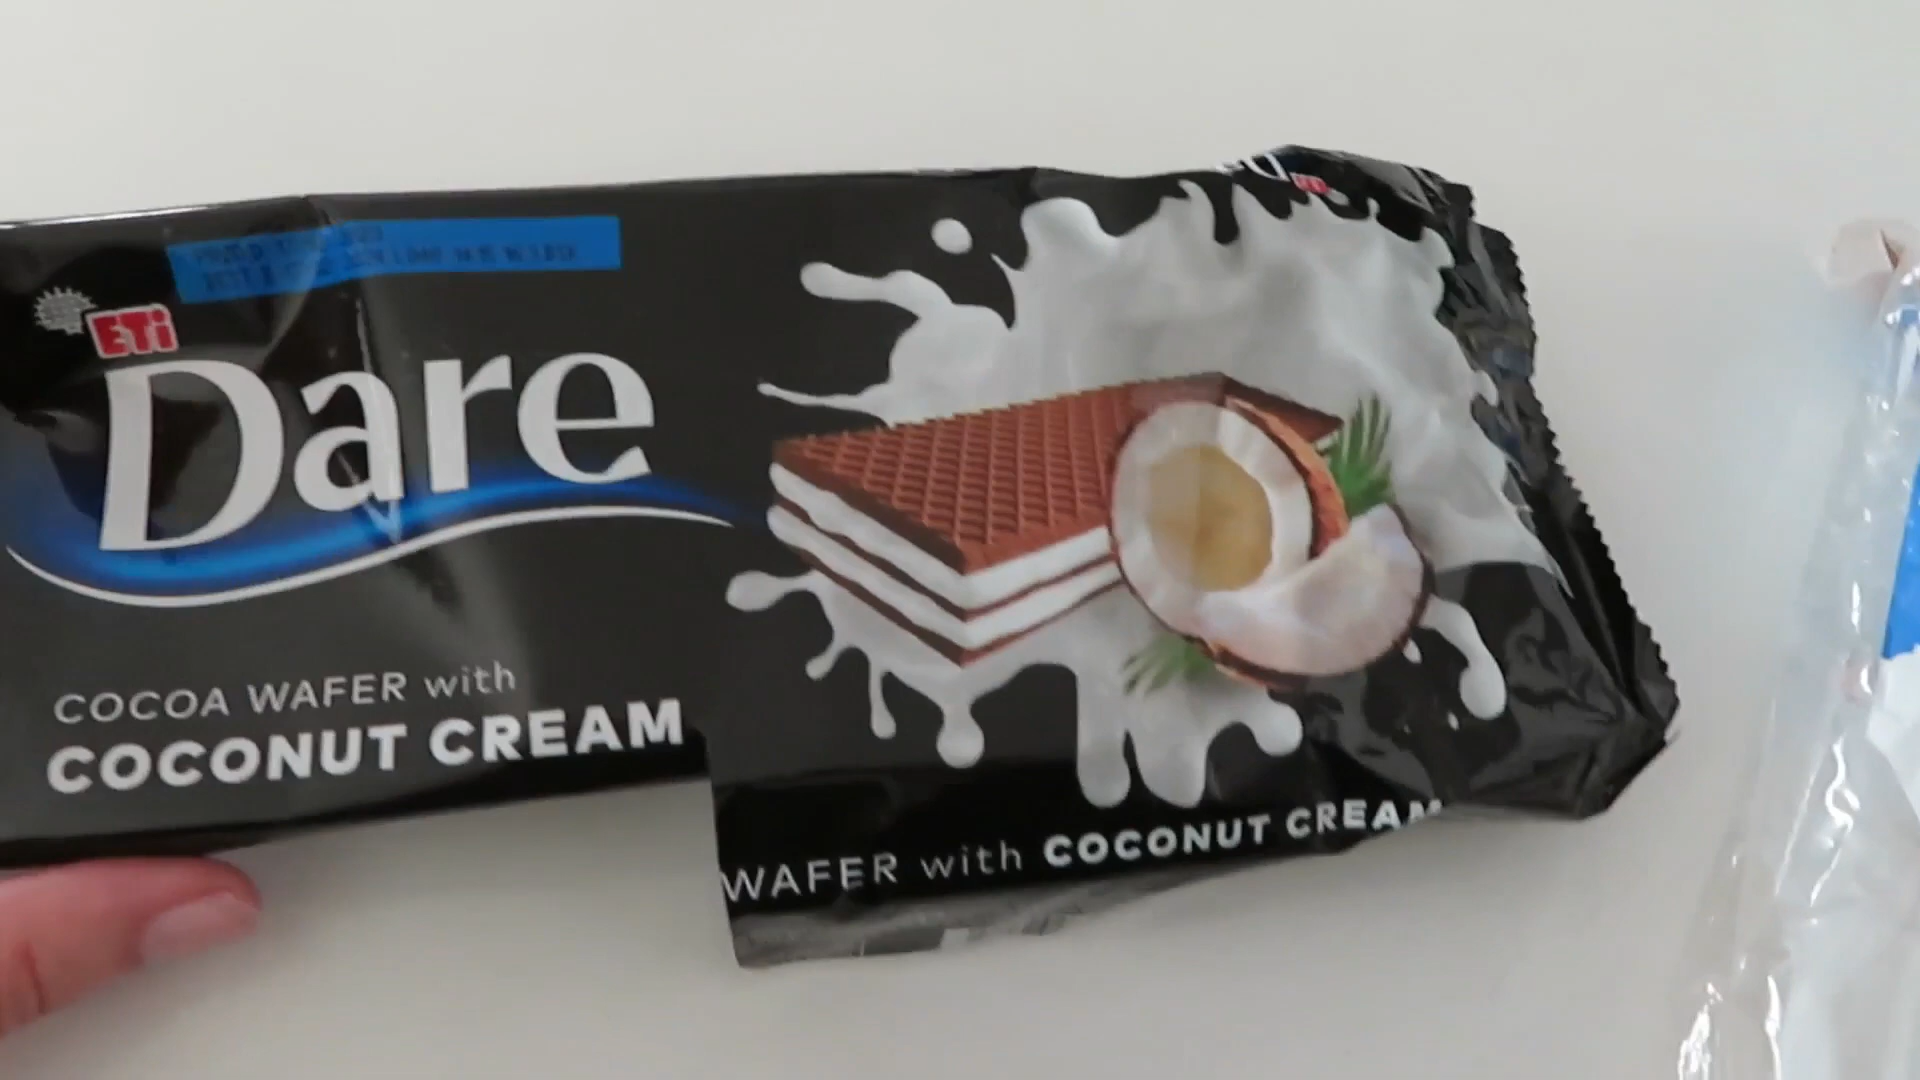 ETi
Dare
COCOA WAFER with
COCONUT CREAM
WAFER with COCONUT CREAM